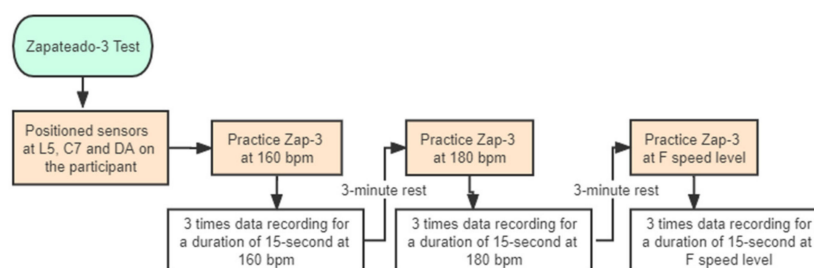 Zapateado-3 Test
Positioned sensors
at L5, C7 and DA on
the participant
Practice Zap-3
at 160 bpm
3 times data recording for
a duration of 15-second at
160 bpm
3-minute rest
Practice Zap-3
at 180 bpm
3 times data recording for
a duration of 15-second at
180 bpm
3-minute rest
Practice Zap-3
at F speed level
3 times data recording for
a duration of 15-second at
F speed level